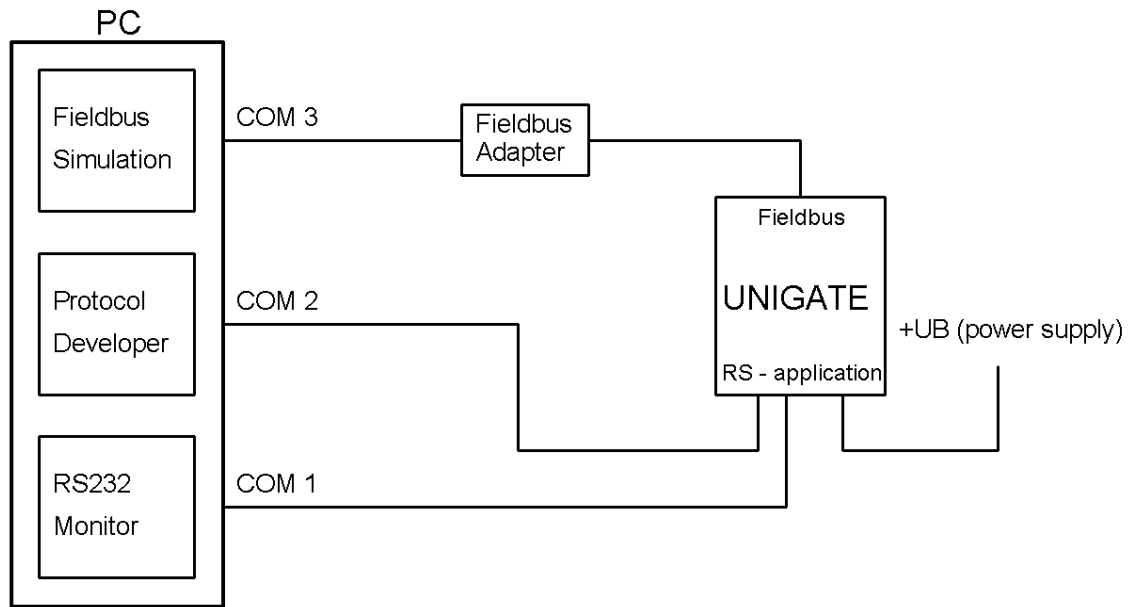 PC
Fieldbus
Simulation
COM 3
Fieldbus
Adapter
Fieldbus
UNIGATE
RS - application
+UB (power supply)
Protocol
Developer
COM 2
RS232
Monitor
COM 1